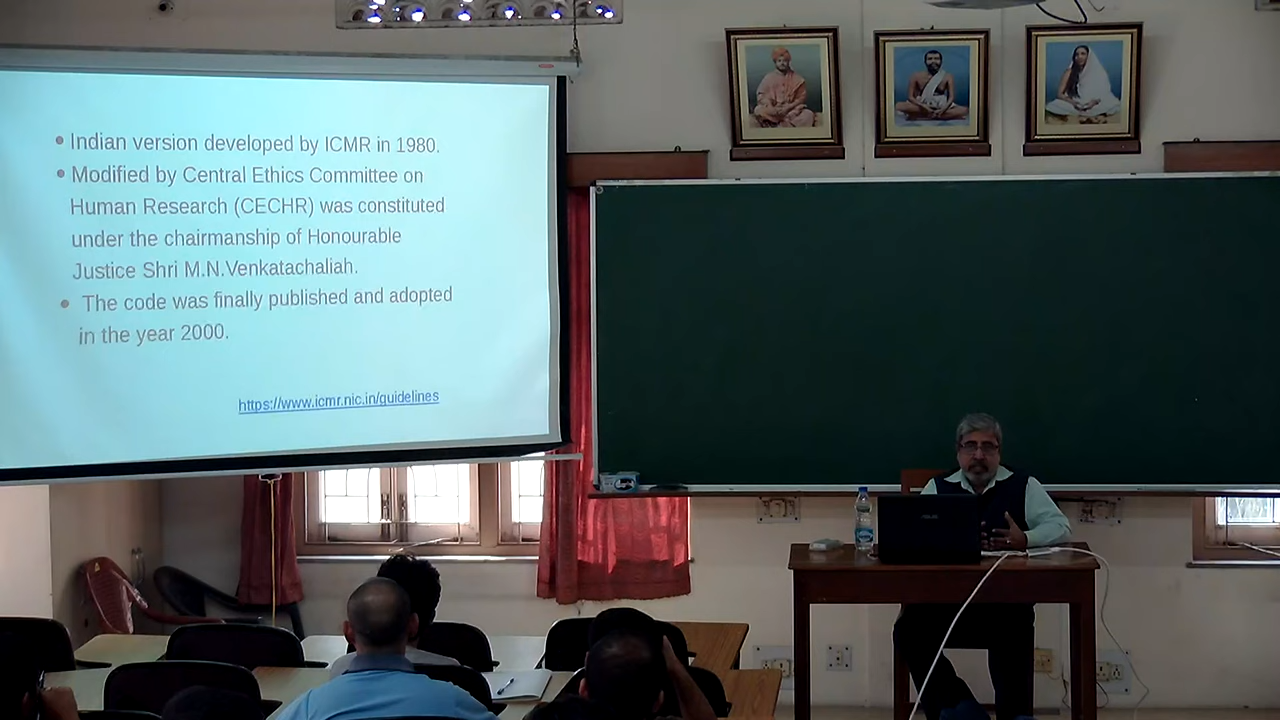 • Indian version developed by ICMR in 1980.
• Modified by Central Ethics Committee on
Human Research (CECHR) was constituted
under the chairmanship of Honourable
Justice Shri M.N.Venkatachaliah.
• The code was finally published and adopted
in the year 2000.
https://www.icmr.nic.in/guidelines